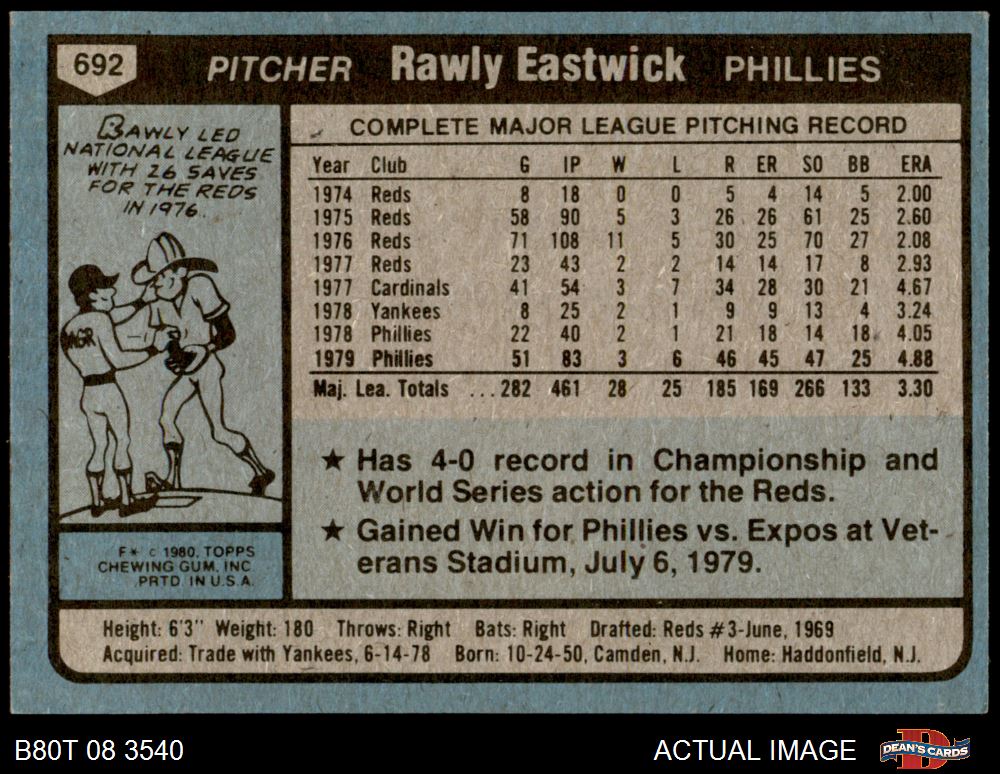 692 PITCHER Rawly Eastwick PHILLIES
RAWLY LED
NATIONAL LEAGUE
WITH 26 SAVES
FOR THE REDS
IN 1976.
MGR
F* © 1980, TOPPS
CHEWING GUM, INC
PRTD. IN U.S.A.
COMPLETE MAJOR LEAGUE PITCHING RECORD
Year Club G IP W L R ER SO BB ERA
1974 Reds 8 18 0 0 5 4 14 5 2.00
1975 Reds 58 90 5 3 26 26 61 25 2.60
1976 Reds 71 108 11 5 30 25 70 27 2.08
1977 Reds 23 43 2 2 14 14 17 8 2.93
1977 Cardinals 41 54 3 7 34 28 30 21 4.67
1978 Yankees 8 25 2 1 9 9 13 4 3.24
1978 Phillies 22 40 2 1 21 18 14 18 4.05
1979 Phillies 51 83 3 6 46 45 47 25 4.88
Maj. Lea. Totals ...282 461 28 25 185 169 266 133 3.30
★ Has 4-0 record in Championship and
World Series action for the Reds.
★ Gained Win for Phillies vs. Expos at Vet-
erans Stadium, July 6, 1979.
Height: 6'3" Weight: 180 Throws: Right Bats: Right Drafted: Reds #3-June, 1969
Acquired: Trade with Yankees, 6-14-78 Born: 10-24-50, Camden, N.J. Home: Haddonfield, N.J.
B80T 08 3540 ACTUAL IMAGE DEAN'S CARDS